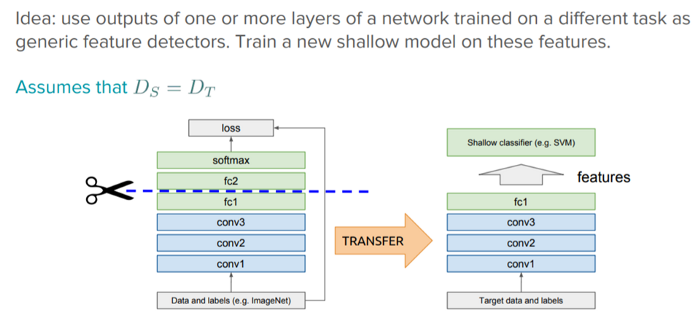 Idea: use outputs of one or more layers of a network trained on a different task as
generic feature detectors. Train a new shallow model on these features.
Assumes that D_S = D_T
loss
softmax
fc2
fc1
conv3
conv2
conv1
Data and labels (e.g. ImageNet)
TRANSFER
Shallow classifier (e.g. SVM)
features
fc1
conv3
conv2
conv1
Target data and labels